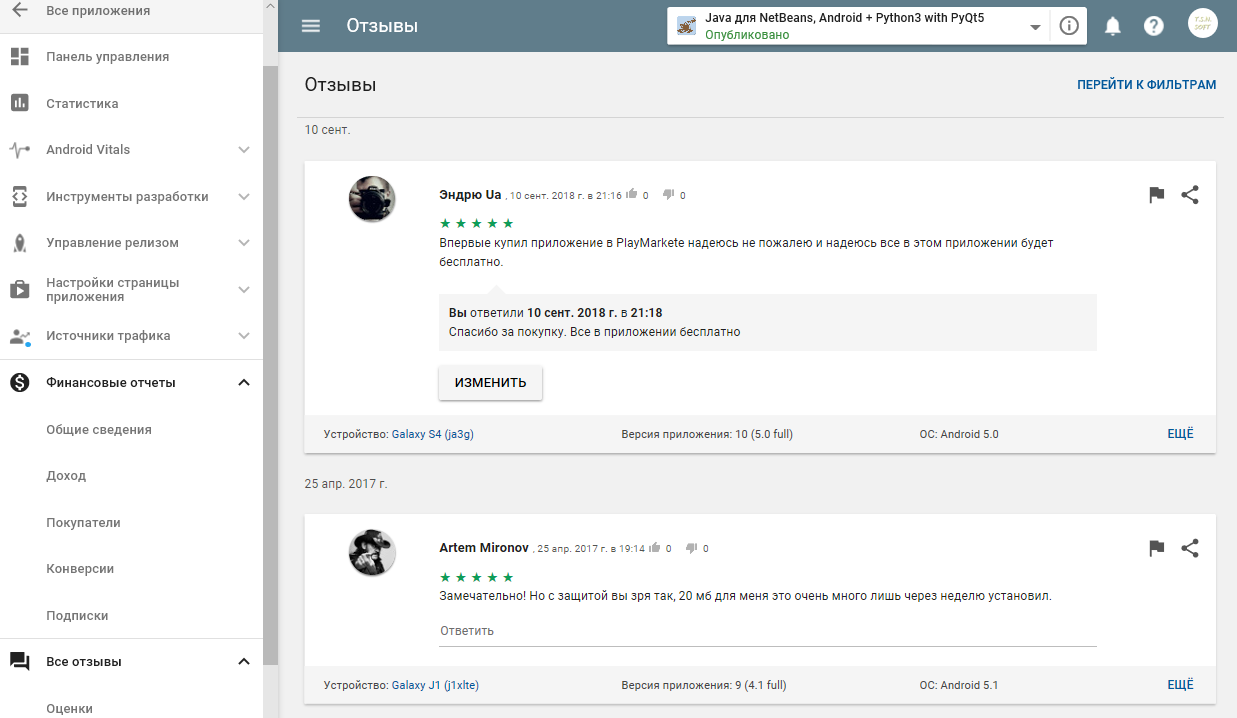 Все приложения
Панель управления
Статистика
Android Vitals
Инструменты разработки
Управление релизом
Настройки страницы
приложения
Источники трафика
Финансовые отчеты
Общие сведения
Доход
Покупатели
Конверсии
Подписки
Все отзывы
Оценки
Отзывы
Java для NetBeans, Android + Python3 with PyQt5
Опубликовано
T.I.M
SOFT
Отзывы
ПЕРЕЙТИ К ФИЛЬТРАМ
10 сент.
Эндрю Ua , 10 сент. 2018 г. в 21:16 0 0
Впервые купил приложение в PlayMarkete надеюсь не пожалею и надеюсь все в этом приложении будет
бесплатно.
Вы ответили 10 сент. 2018 г. в 21:18
Спасибо за покупку. Все в приложении бесплатно
ИЗМЕНИТЬ
Устройство: Galaxy S4 (ja3g) Версия приложения: 10 (5.0 full) ОС: Android 5.0 ЕЩЁ
25 апр. 2017 г.
Artem Mironov , 25 апр. 2017 г. в 19:14 0 0
Замечательно! Но с защитой вы зря так, 20 мб для меня это очень много лишь через неделю установил.
Ответить
Устройство: Galaxy J1 (j1xlte) Версия приложения: 9 (4.1 full) ОС: Android 5.1 ЕЩЁ